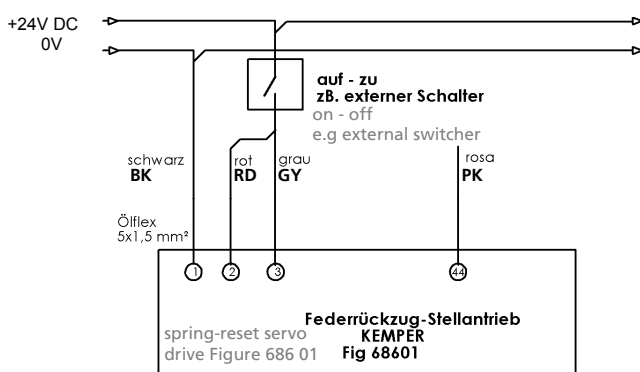 +24V DC
0V
auf - zu
zB. externer Schalter
on - off
e.g external switcher
schwarz
BK
rot
RD
grau
GY
rosa
PK
Ölflex
5x1,5 mm²
1
2
3
44
Federrückzug-Stellantrieb
KEMPER
Fig 68601
spring-reset servo
drive Figure 686 01